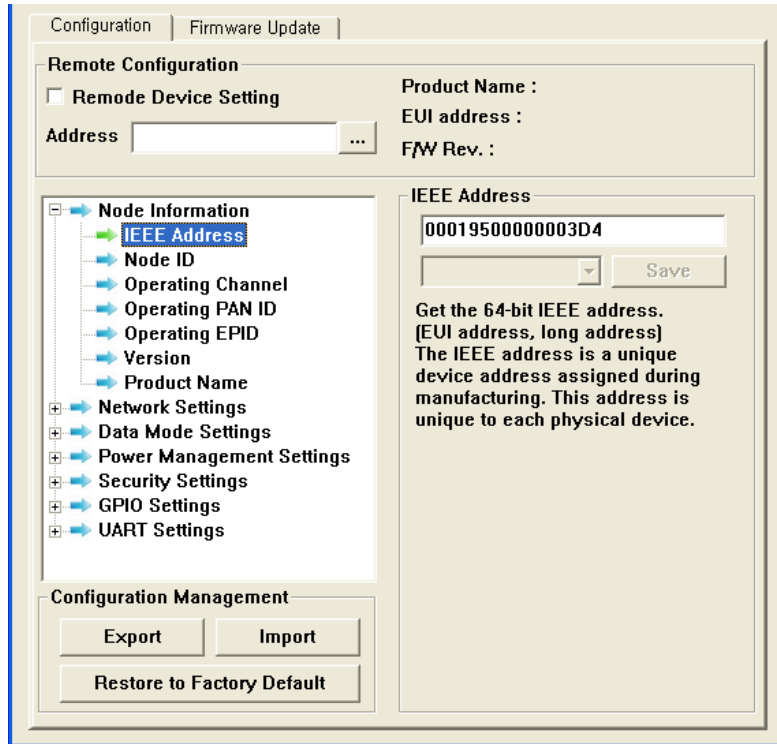 Configuration
Firmware Update
Remote Configuration
Remode Device Setting
Address
...
Product Name :
EUI address :
F/W Rev. :
Node Information
IEEE Address
Node ID
Operating Channel
Operating PAN ID
Operating EPID
Version
Product Name
Network Settings
Data Mode Settings
Power Management Settings
Security Settings
GPIO Settings
UART Settings
Configuration Management
Export
Import
Restore to Factory Default
IEEE Address
00019500000003D4
Save
Get the 64-bit IEEE address.
(EUI address, long address)
The IEEE address is a unique
device address assigned during
manufacturing. This address is
unique to each physical device.